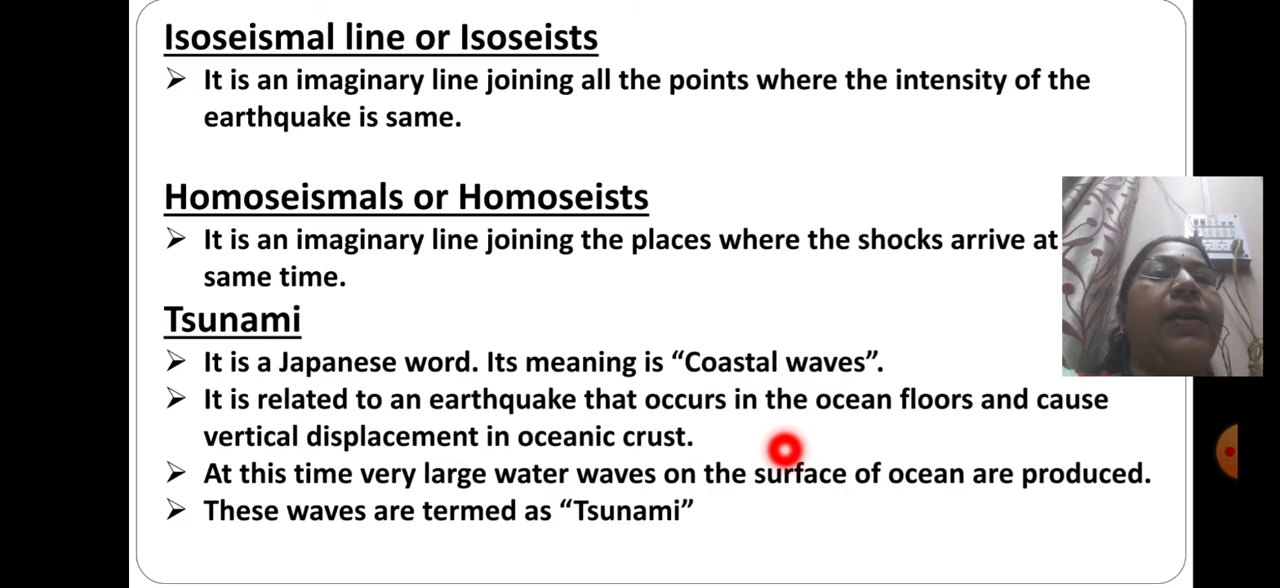 Isoseismal line or Isoseists
➢ It is an imaginary line joining all the points where the intensity of the
earthquake is same.
Homoseismals or Homoseists
➢ It is an imaginary line joining the places where the shocks arrive at
same time.
Tsunami
➢ It is a Japanese word. Its meaning is “Coastal waves”.
➢ It is related to an earthquake that occurs in the ocean floors and cause
vertical displacement in oceanic crust.
➢ At this time very large water waves on the surface of ocean are produced.
➢ These waves are termed as “Tsunami”